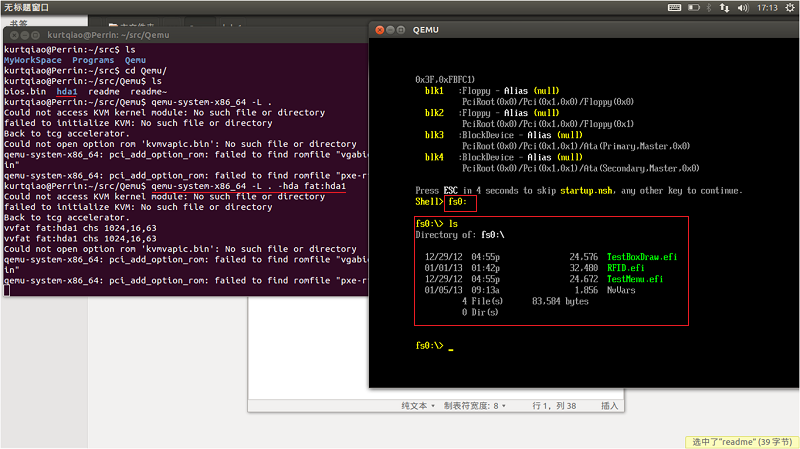 无标题窗口
17:13
kurtqiao@Perrin: ~/src/Qemu
kurtqiao@Perrin:~/src$ ls
MyWorkSpace Programs Qemu
kurtqiao@Perrin:~/src$ cd Qemu/
kurtqiao@Perrin:~/src/Qemu$ ls
bios.bin hda1 readme readme~
kurtqiao@Perrin:~/src/Qemu$ qemu-system-x86_64 -L .
Could not access KVM kernel module: No such file or directory
failed to initialize KVM: No such file or directory
Back to tcg accelerator.
Could not open option rom 'kvmvapic.bin': No such file or directory
qemu-system-x86_64: pci_add_option_rom: failed to find romfile "vgabi
in"
qemu-system-x86_64: pci_add_option_rom: failed to find romfile "pxe-r
kurtqiao@Perrin:~/src/Qemu$ qemu-system-x86_64 -L . -hda fat:hda1
Could not access KVM kernel module: No such file or directory
failed to initialize KVM: No such file or directory
Back to tcg accelerator.
vvfat fat:hda1 chs 1024,16,63
vvfat fat:hda1 chs 1024,16,63
Could not open option rom 'kvmvapic.bin': No such file or directory
qemu-system-x86_64: pci_add_option_rom: failed to find romfile "vgabi
in"
qemu-system-x86_64: pci_add_option_rom: failed to find romfile "pxe-r
QEMU
0x3F,0xFBFC1)
blk1 :Floppy - Alias (null)
PciRoot(0x0)/Pci(0x1,0x0)/Floppy(0x0)
blk2 :Floppy - Alias (null)
PciRoot(0x0)/Pci(0x1,0x0)/Floppy(0x1)
blk3 :BlockDevice - Alias (null)
PciRoot(0x0)/Pci(0x1,0x1)/Ata(Primary,Master,0x0)
blk4 :BlockDevice - Alias (null)
PciRoot(0x0)/Pci(0x1,0x1)/Ata(Secondary,Master,0x0)
Press ESC in 4 seconds to skip startup.nsh, any other key to continue.
Shell> fs0:
fs0:\> ls
Directory of: fs0:\
12/29/12 04:55p 24,576 TestBoxDraw.efi
01/01/13 01:42p 32,480 RFID.efi
12/29/12 04:55p 24,672 TestMenu.efi
01/05/13 09:13a 1,856 NvVars
4 File(s) 83,584 bytes
0 Dir(s)
fs0:\> _
纯文本 制表符宽度: 8 行 1, 列 38 插入
选中了"readme" (39 字节)